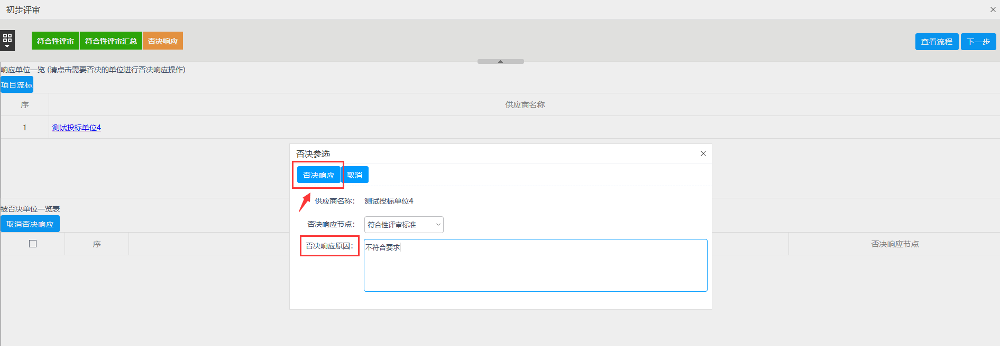 初步评审
符合性评审 符合性评审汇总 否决响应 查看流程 下一步
响应单位一览 (请点击需要否决的单位进行否决响应操作)
项目流标
序 供应商名称
1 测试投标单位4
否决参选
否决响应 取消
供应商名称： 测试投标单位4
否决响应节点： 符合性评审标准
否决响应原因： 不符合要求
被否决单位一览表
取消否决响应
序 否决响应节点